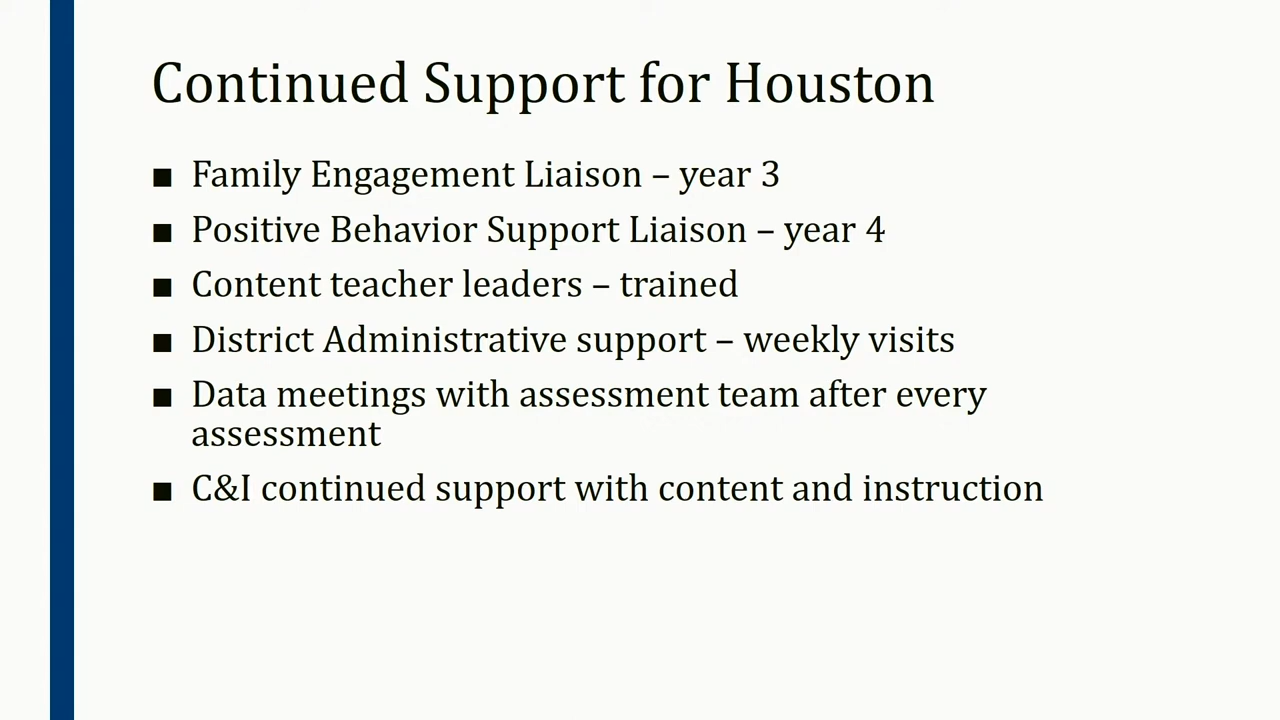 Continued Support for Houston
■ Family Engagement Liaison – year 3
■ Positive Behavior Support Liaison – year 4
■ Content teacher leaders – trained
■ District Administrative support – weekly visits
■ Data meetings with assessment team after every
assessment
■ C&I continued support with content and instruction